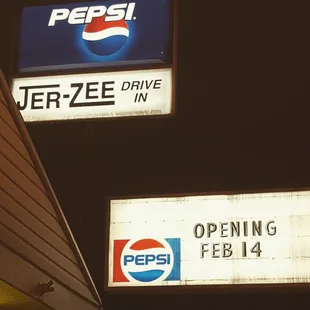 PEPSI.
JER-ZEE DRIVE
IN
OPENING
FEB 14
PEPSI